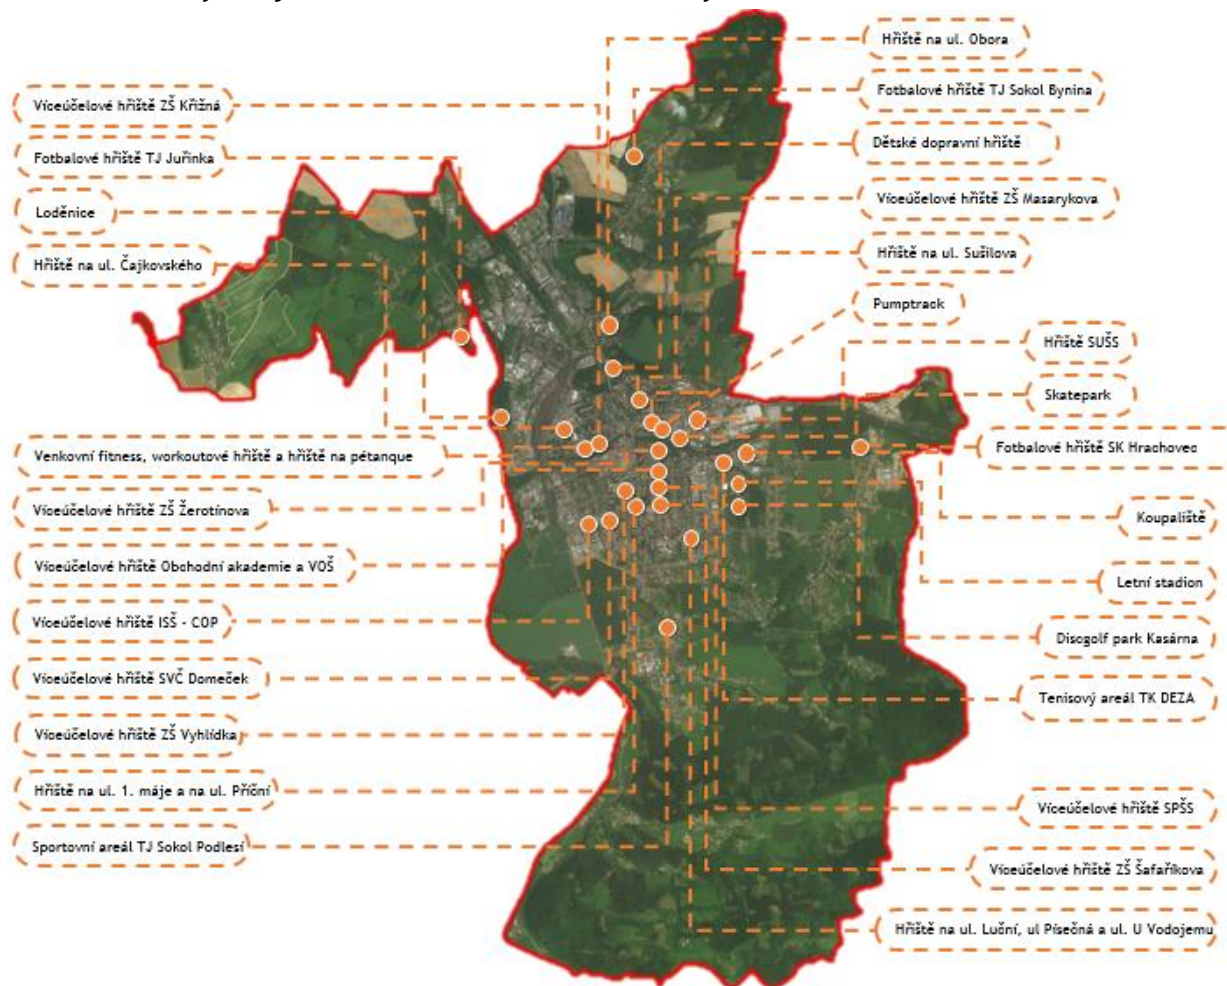 Víceúčelové hřiště ZŠ Křižná
Fotbalové hřiště TJ Juřinka
Loděnice
Hřiště na ul. Čajkovského
Venkovní fitness, workoutové hřiště a hřiště na pétanque
Víceúčelové hřiště ZŠ Žerotínova
Víceúčelové hřiště Obchodní akademie a VOŠ
Víceúčelové hřiště ISŠ - COP
Víceúčelové hřiště SVČ Domeček
Víceúčelové hřiště ZŠ Vyhlídka
Hřiště na ul. 1. máje a na ul. Příční
Sportovní areál TJ Sokol Podlesí
Hřiště na ul. Obora
Fotbalové hřiště TJ Sokol Bynina
Dětské dopravní hřiště
Víceúčelové hřiště ZŠ Masarykova
Hřiště na ul. Sušilova
Pumptrack
Hřiště SUŠS
Skatepark
Fotbalové hřiště SK Hrachovec
Koupaliště
Letní stadion
Discgolf park Kasárna
Tenisový areál TK DEZA
Víceúčelové hřiště SPŠS
Víceúčelové hřiště ZŠ Šafaříkova
Hřiště na ul. Luční, ul Písečná a ul. U Vodojemu